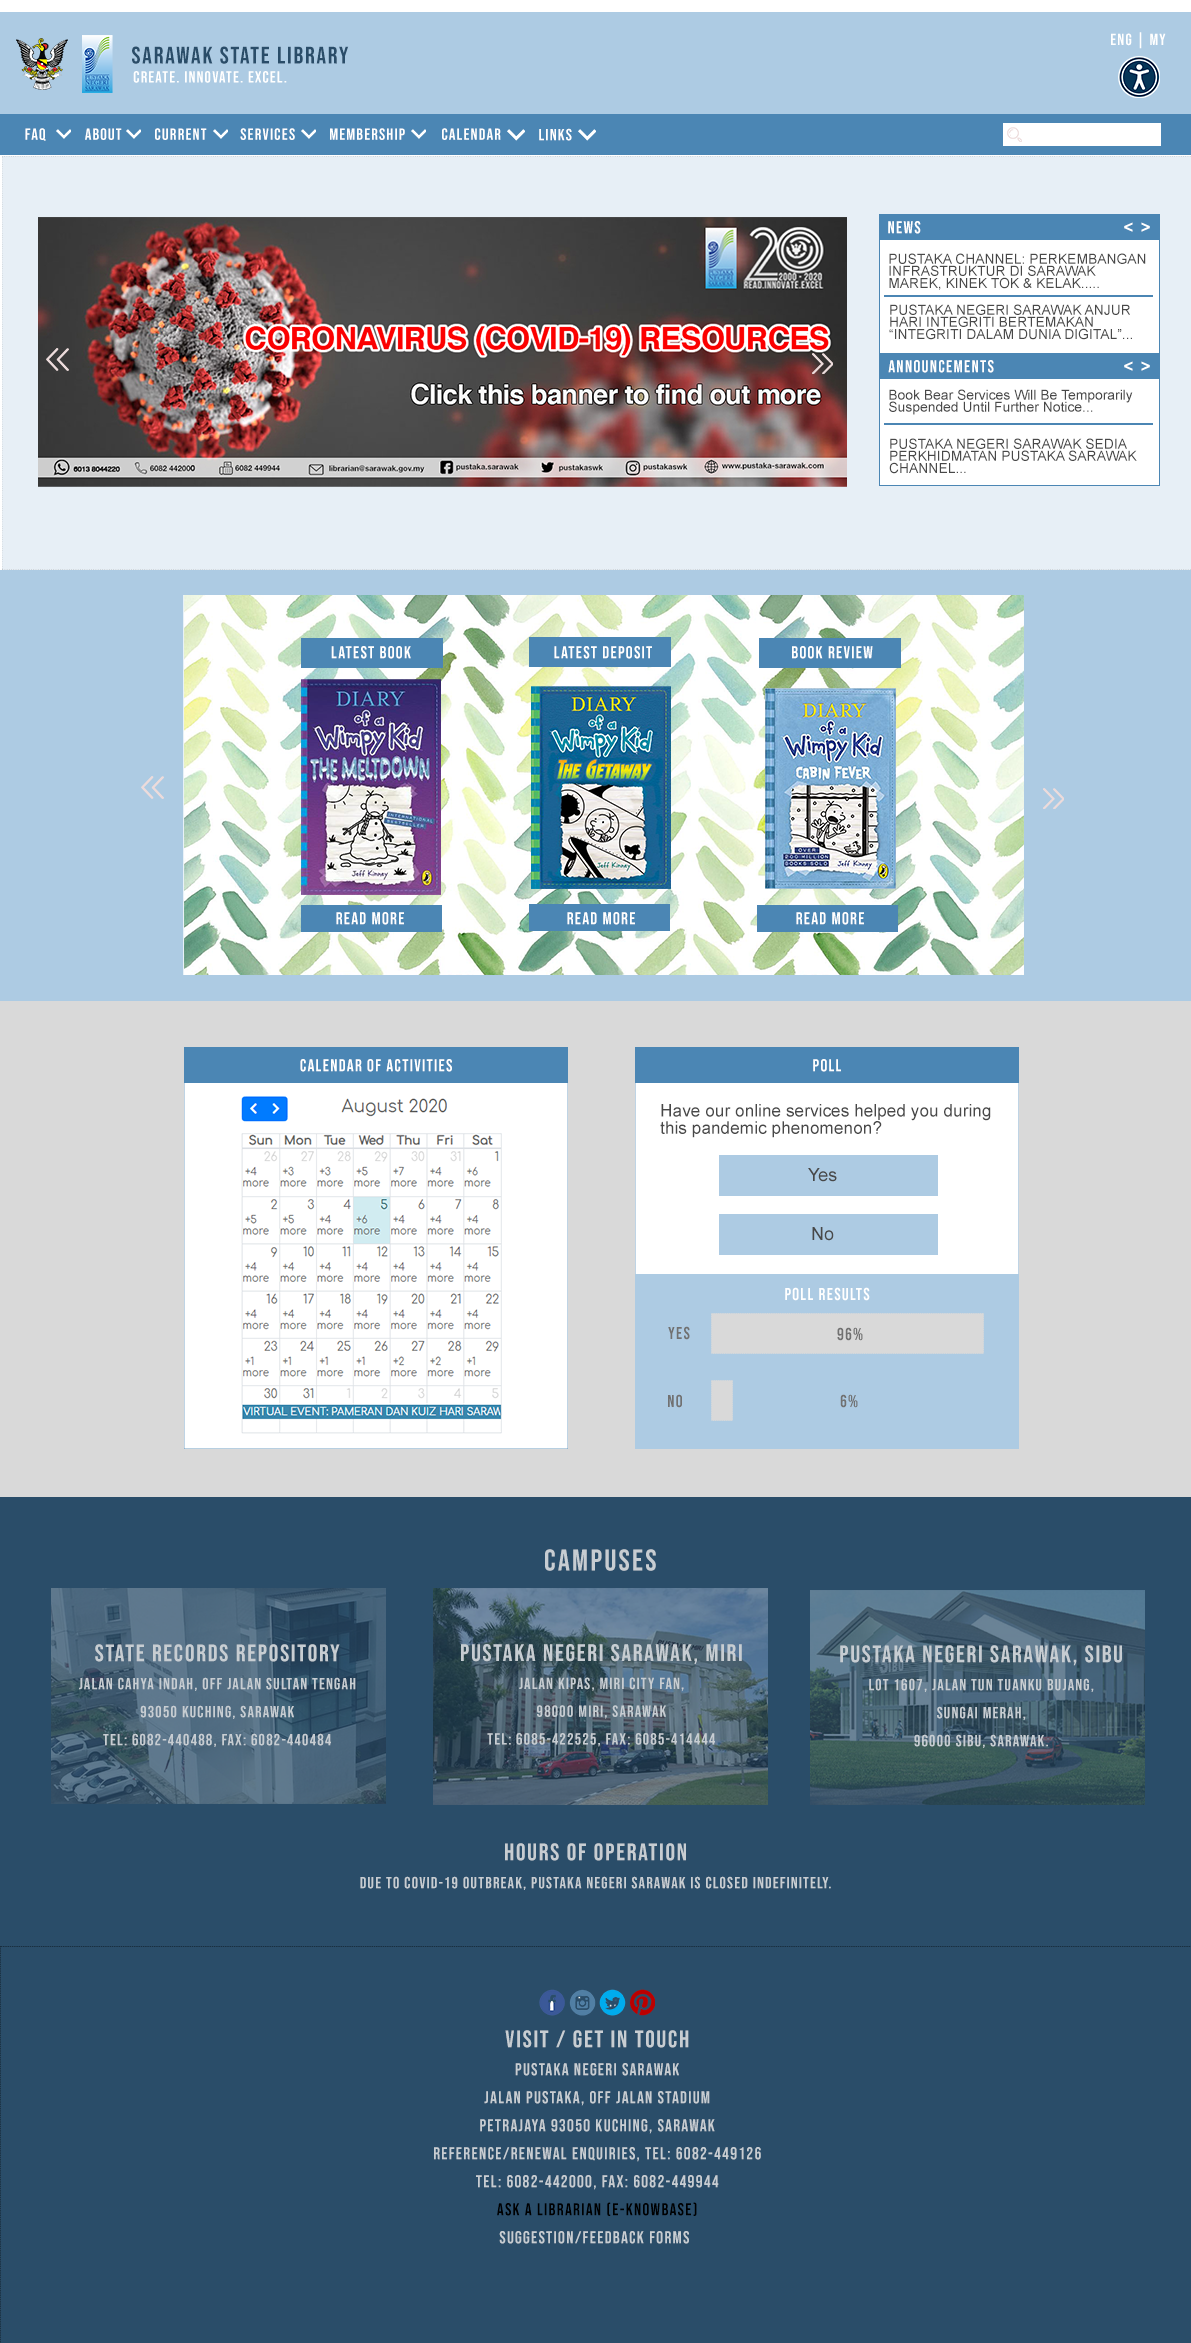 SARAWAK STATE LIBRARY
CREATE. INNOVATE. EXCEL.
ENG | MY
PUSTAKA
NEGERI
SARAWAK
FAQ ABOUT CURRENT SERVICES MEMBERSHIP CALENDAR LINKS
20
2000 - 2020
READ.INNOVATE.EXCEL
CORONAVIRUS (COVID-19) RESOURCES
Click this banner to find out more
6013 8044220 6082 442000 6082 449944 librarian@sarawak.gov.my pustaka.sarawak pustakaswk pustakaswk www.pustaka-sarawak.com
NEWS < >
PUSTAKA CHANNEL: PERKEMBANGAN
INFRASTRUKTUR DI SARAWAK
MAREK, KINEK TOK & KELAK.....
PUSTAKA NEGERI SARAWAK ANJUR
HARI INTEGRITI BERTEMAKAN
“INTEGRITI DALAM DUNIA DIGITAL”...
ANNOUNCEMENTS < >
Book Bear Services Will Be Temporarily
Suspended Until Further Notice...
PUSTAKA NEGERI SARAWAK SEDIA
PERKHIDMATAN PUSTAKA SARAWAK
CHANNEL...
LATEST BOOK
DIARY
of a
Wimpy Kid
THE MELTDOWN
INTERNATIONAL
BESTSELLER
Jeff Kinney
READ MORE
LATEST DEPOSIT
DIARY
of a
Wimpy Kid
THE GETAWAY
Jeff Kinney
READ MORE
BOOK REVIEW
DIARY
of a
Wimpy Kid
CABIN FEVER
OVER
200 MILLION
BOOKS SOLD
Jeff Kinney
READ MORE
CALENDAR OF ACTIVITIES
August 2020
Sun Mon Tue Wed Thu Fri Sat
26 27 28 29 30 31 1
+4 +3 +3 +5 +7 +4 +6
more more more more more more more
2 3 4 5 6 7 8
+5 +5 +4 +6 +4 +4 +4
more more more more more more more
9 10 11 12 13 14 15
+4 +4 +4 +4 +4 +4 +4
more more more more more more more
16 17 18 19 20 21 22
+4 +4 +4 +4 +4 +4 +4
more more more more more more more
23 24 25 26 27 28 29
+1 +1 +1 +1 +2 +2 +1
more more more more more more more
30 31 1 2 3 4 5
VIRTUAL EVENT: PAMERAN DAN KUIZ HARI SARAW
POLL
Have our online services helped you during
this pandemic phenomenon?
Yes
No
POLL RESULTS
YES 96%
NO 6%
CAMPUSES
STATE RECORDS REPOSITORY
JALAN CAHYA INDAH, OFF JALAN SULTAN TENGAH
93050 KUCHING, SARAWAK
TEL: 6082-440488, FAX: 6082-440484
PUSTAKA NEGERI SARAWAK, MIRI
JALAN KIPAS, MIRI CITY FAN,
98000 MIRI, SARAWAK
TEL: 6085-422525, FAX: 6085-414444
PUSTAKA NEGERI SARAWAK, SIBU
SIBU
LOT 1607, JALAN TUN TUANKU BUJANG,
SUNGAI MERAH,
96000 SIBU, SARAWAK.
HOURS OF OPERATION
DUE TO COVID-19 OUTBREAK, PUSTAKA NEGERI SARAWAK IS CLOSED INDEFINITELY.
VISIT / GET IN TOUCH
PUSTAKA NEGERI SARAWAK
JALAN PUSTAKA, OFF JALAN STADIUM
PETRAJAYA 93050 KUCHING, SARAWAK
REFERENCE/RENEWAL ENQUIRIES, TEL: 6082-449126
TEL: 6082-442000, FAX: 6082-449944
ASK A LIBRARIAN (E-KNOWBASE)
SUGGESTION/FEEDBACK FORMS